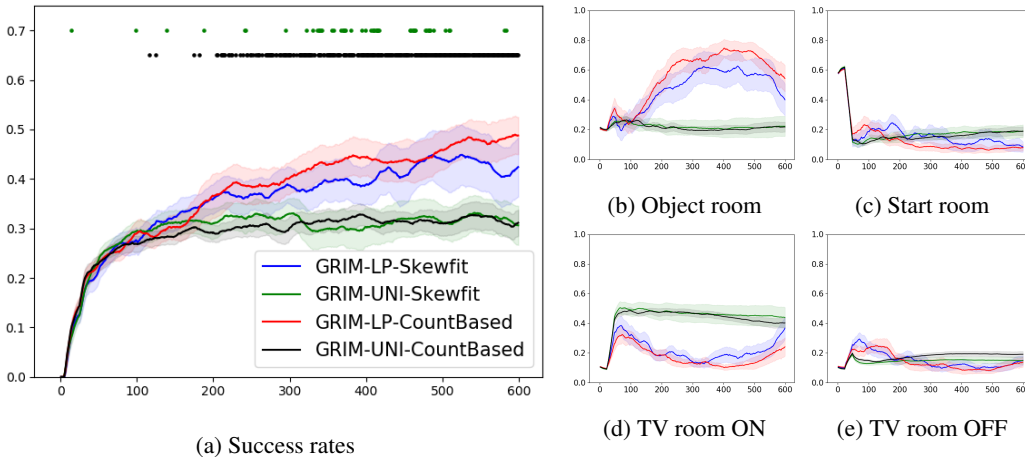 0.7
0.6
0.5
0.4
0.3
0.2
0.1
0.0
0 100 200 300 400 500 600
GRIM-LP-Skewfit
GRIM-UNI-Skewfit
GRIM-LP-CountBased
GRIM-UNI-CountBased
(a) Success rates
1.0
0.8
0.6
0.4
0.2
0.0
0 100 200 300 400 500 600
(b) Object room
1.0
0.8
0.6
0.4
0.2
0.0
0 100 200 300 400 500 600
(c) Start room
1.0
0.8
0.6
0.4
0.2
0.0
0 100 200 300 400 500 600
(d) TV room ON
1.0
0.8
0.6
0.4
0.2
0.0
0 100 200 300 400 500 600
(e) TV room OFF